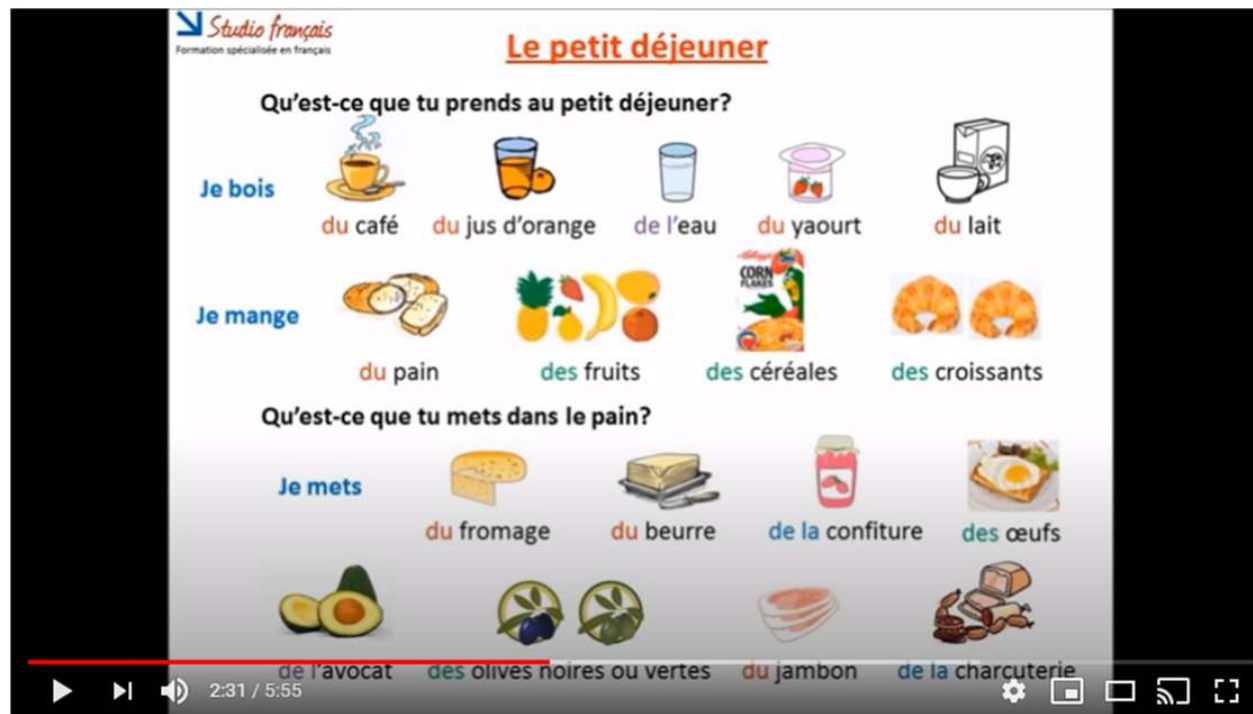 Studio français
Formation spécialisée en français
Le petit déjeuner
Qu'est-ce que tu prends au petit déjeuner?
Je bois
du café du jus d'orange de l'eau du yaourt du lait
Je mange
Kellogg's
CORN
FLAKES
du pain des fruits des céréales des croissants
Qu'est-ce que tu mets dans le pain?
Je mets
du fromage du beurre de la confiture des œufs
de l'avocat des olives noires ou vertes du jambon de la charcuterie
2:31 / 5:55